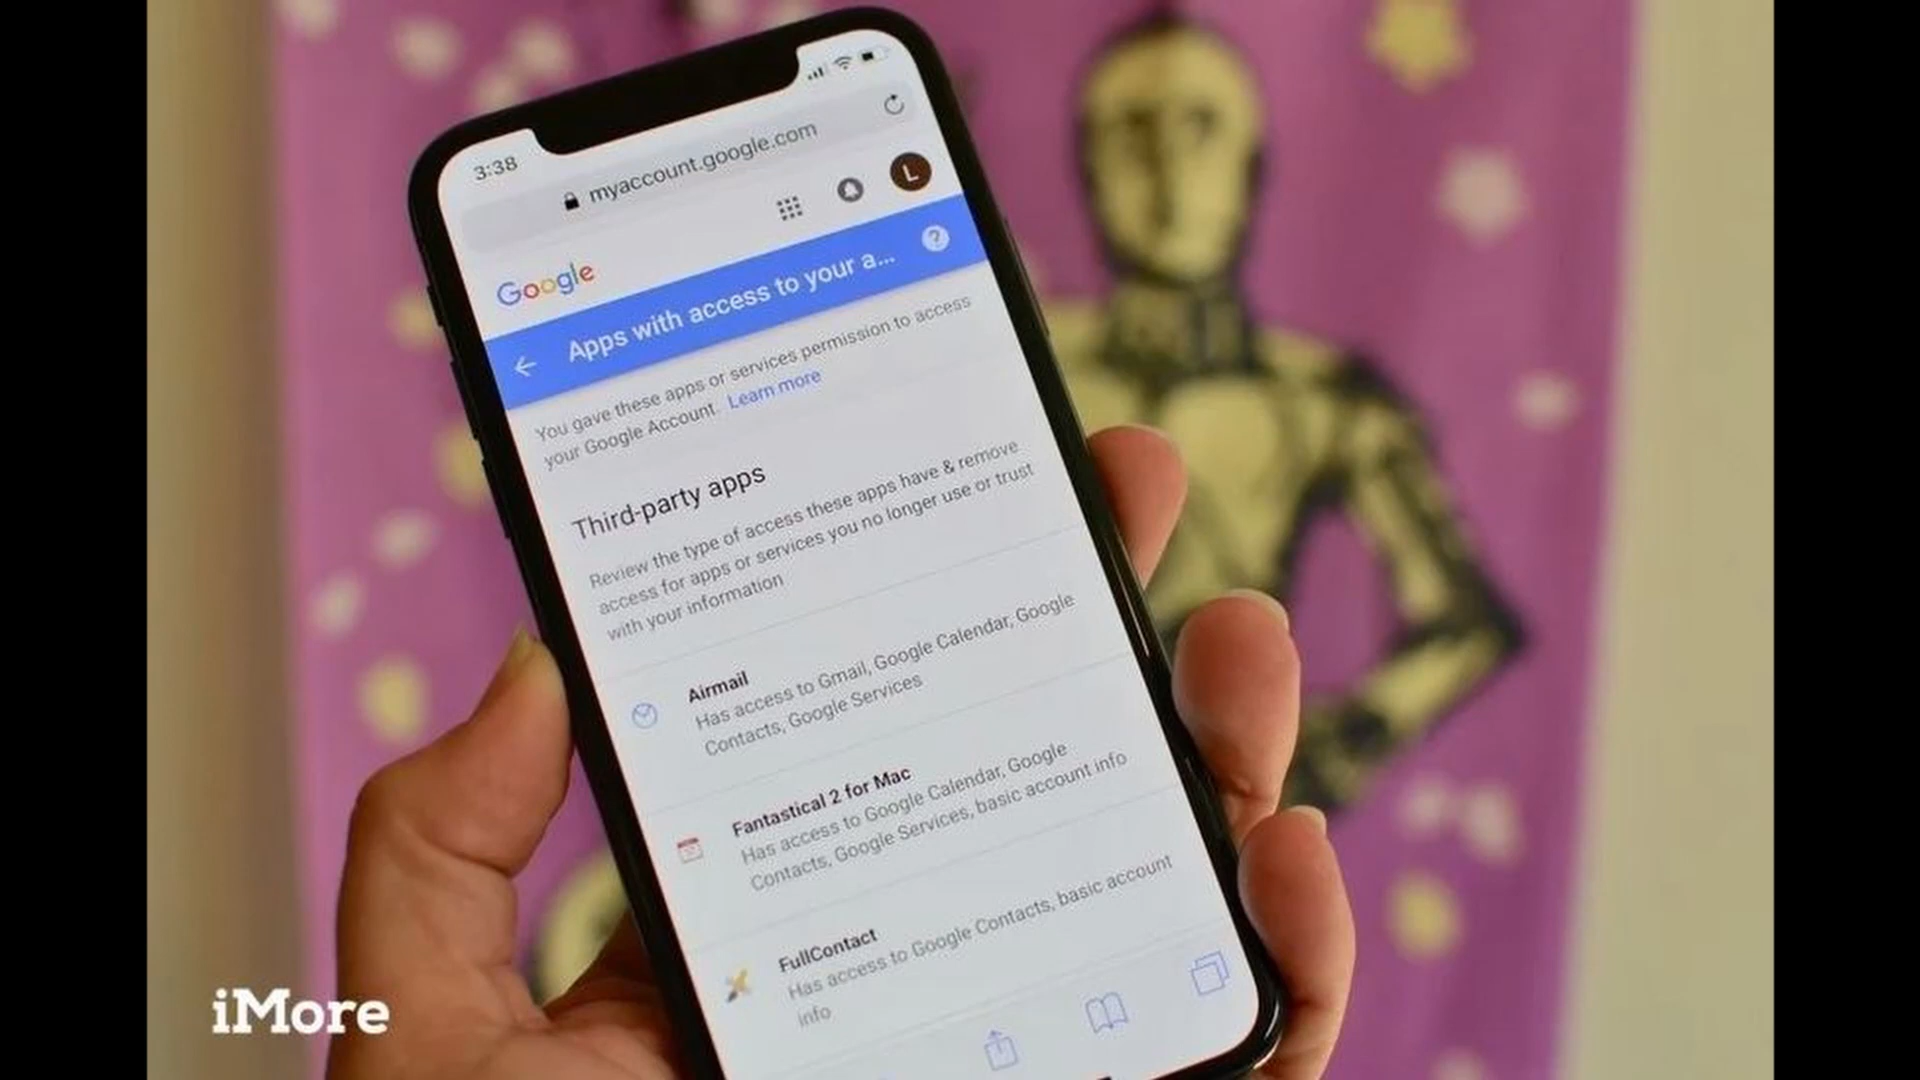 3:38
myaccount.google.com
L
Google
Apps with access to your a...
?
You gave these apps or services permission to access
your Google Account. Learn more
Third-party apps
Review the type of access these apps have & remove
access for apps or services you no longer use or trust
with your information
Airmail
Has access to Gmail, Google Calendar, Google
Contacts, Google Services
Fantastical 2 for Mac
Has access to Google Calendar, Google
Contacts, Google Services, basic account info
FullContact
Has access to Google Contacts, basic account
info
iMore